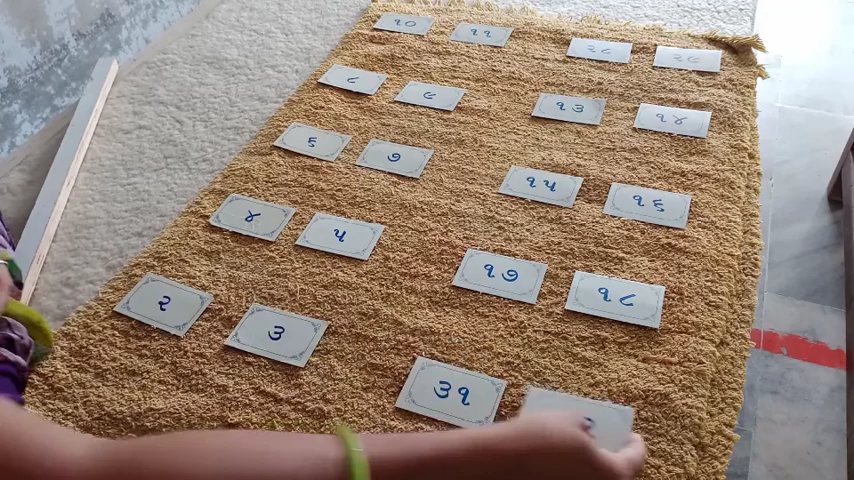 ૧૦ ૧૧ ૨૮ ૨૯
૮ ૯ ૧૩ ૧૪
૬ ૭ ૧૫ ૧૬
૪ ૫ ૧૭ ૧૮
૨ ૩ ૩૧